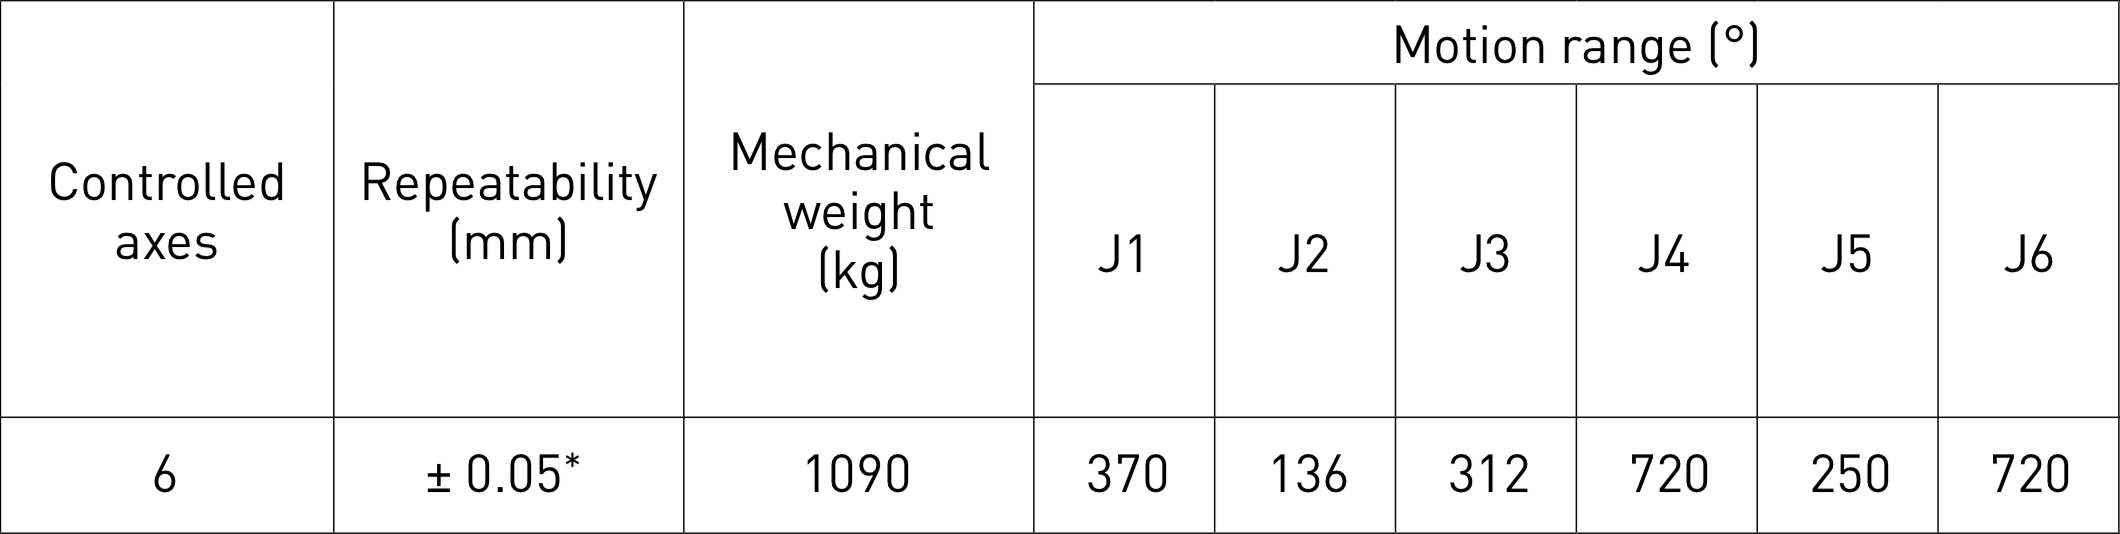 Controlled
axes
Repeatability
(mm)
Mechanical
weight
(kg)
Motion range (°)
J1 J2 J3 J4 J5 J6
6 ± 0.05* 1090 370 136 312 720 250 720